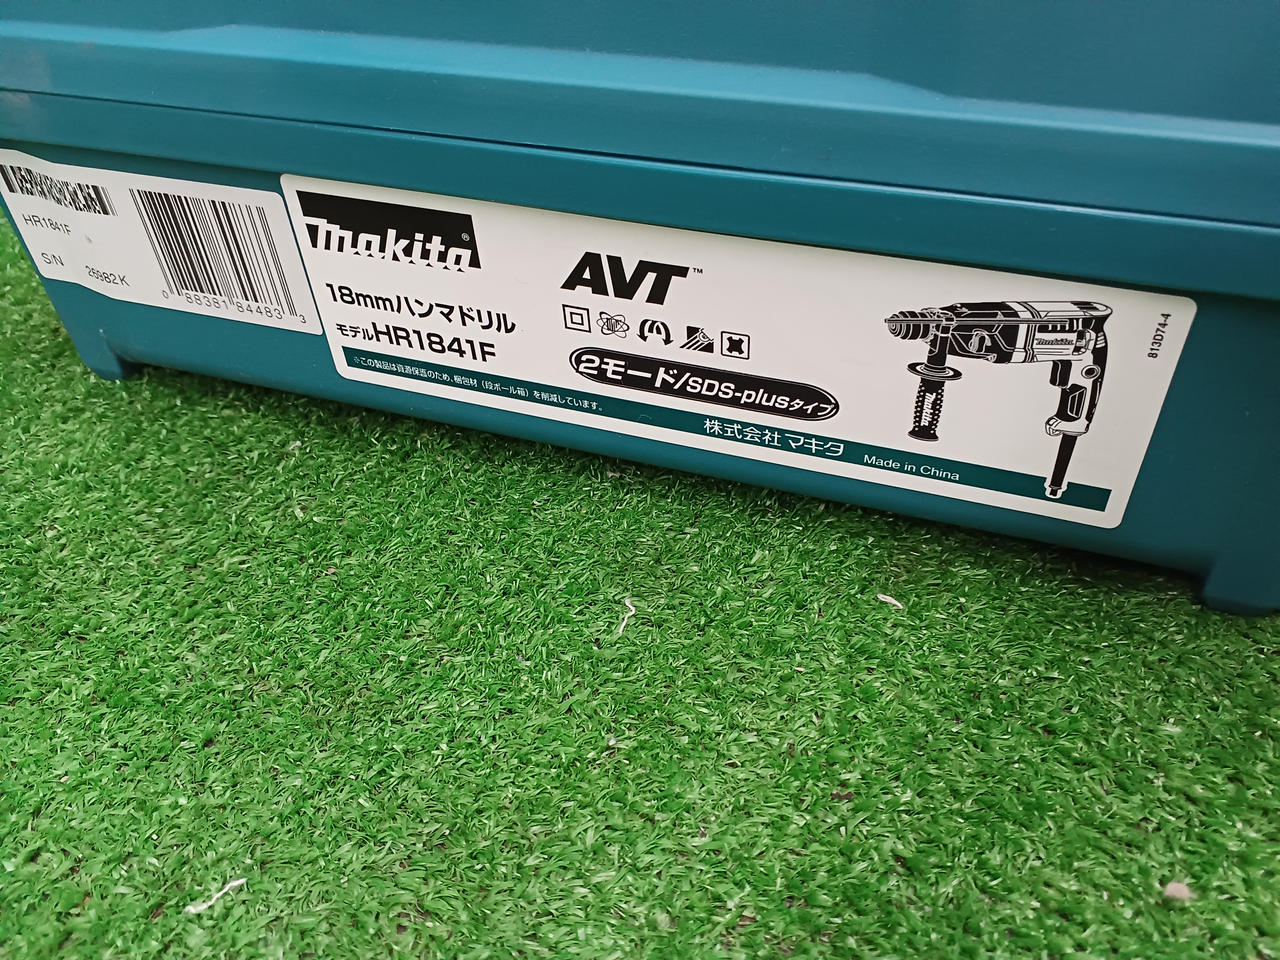 HR1841F
S/N 26982K
0 88381 84483 3
makita®
18mmハンマドリル
モデルHR1841F
※この製品は資源保護のため、梱包材(段ボール箱)を削減しています。
AVT™
2モード/SDS-plusタイプ
株式会社マキタ Made in China
makita
makita
813D74-4